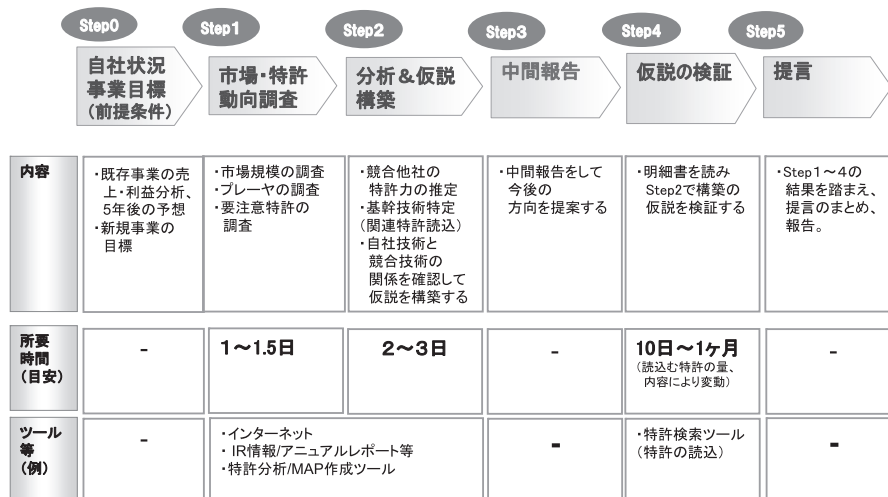 Step0
Step1
Step2
Step3
Step4
Step5
自社状況
事業目標
(前提条件)
市場・特許
動向調査
分析&仮説
構築
中間報告
仮説の検証
提言
内容
・既存事業の売
上・利益分析、
5年後の予想
・新規事業の
目標
・市場規模の調査
・プレーヤの調査
・要注意特許の
調査
・競合他社の
特許力の推定
・基幹技術特定
(関連特許読込)
・自社技術と
競合技術の
関係を確認して
仮説を構築する
・中間報告をして
今後の
方向を提案する
・明細書を読み
Step2で構築の
仮説を検証する
・Step1~4の
結果を踏まえ、
提言のまとめ、
報告。
所要
時間
(目安)
-
1~1.5日
2~3日
-
10日~1ヶ月
(読込む特許の量、
内容により変動)
-
ツール
等
(例)
-
・インターネット
・IR情報/アニュアルレポート等
・特許分析/MAP作成ツール
-
・特許検索ツール
(特許の読込)
-